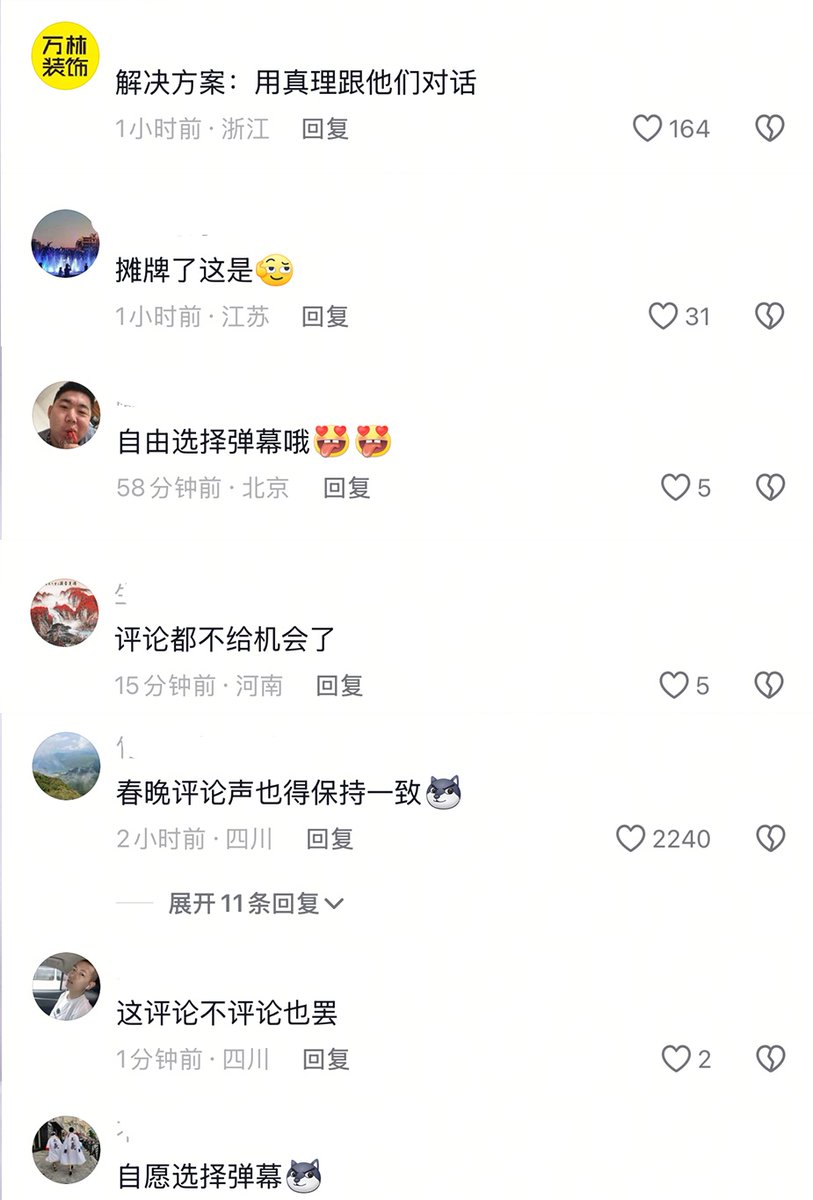 万林
装饰
解决方案：用真理跟他们对话
1小时前·浙江 回复 164
摊牌了这是
1小时前·江苏 回复 31
自由选择弹幕哦
58分钟前·北京 回复 5
评论都不给机会了
15分钟前·河南 回复 5
春晚评论声也得保持一致
2小时前·四川 回复 2240
展开11条回复
这评论不评论也罢
1分钟前·四川 回复 2
自愿选择弹幕